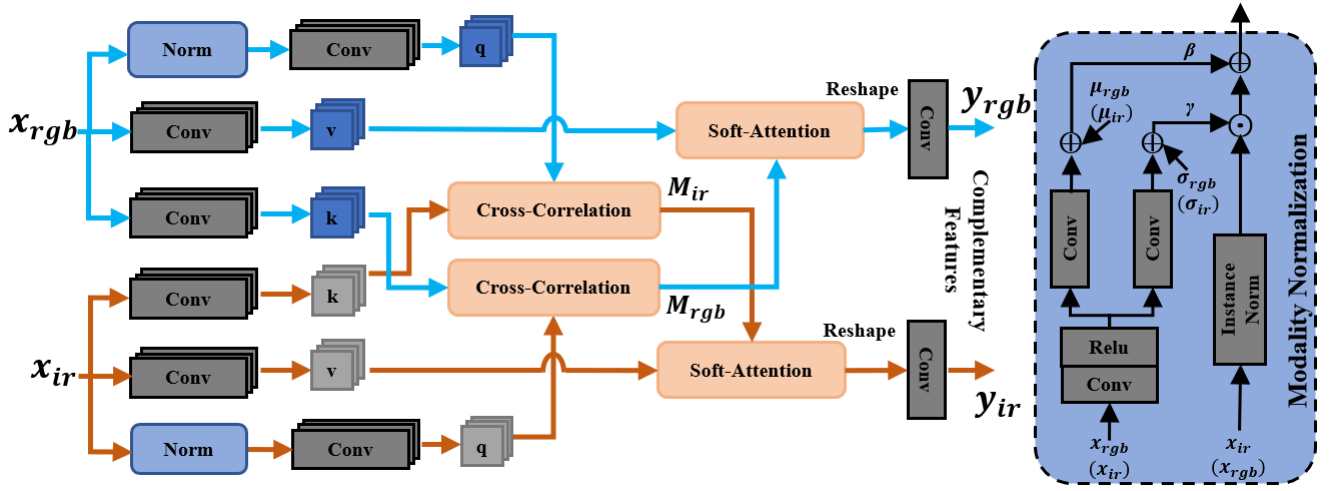 x_rgb
Norm
Conv
q
Conv
v
Conv
k
Cross-Correlation
M_ir
Cross-Correlation
M_rgb
Soft-Attention
Reshape
Conv
y_rgb
x_ir
Conv
k
Conv
v
Norm
Conv
q
Soft-Attention
Reshape
Conv
y_ir
Complementary
Features
β
μ_rgb
(μ_ir)
γ
σ_rgb
(σ_ir)
Conv
Conv
Instance
Norm
Relu
Conv
x_rgb
(x_ir)
x_ir
(x_rgb)
Modality Normalization